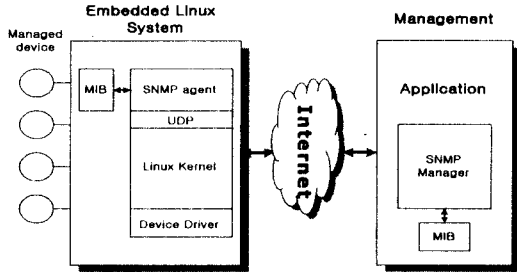 Embedded Linux
System
Managed
device
MIB
SNMP agent
UDP
Linux Kernel
Device Driver
Internet
Management
Application
SNMP
Manager
MIB